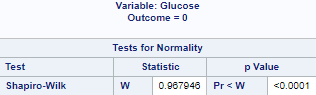 Variable: Glucose
Outcome = 0
Tests for Normality
Test Statistic p Value
Shapiro-Wilk W 0.967946 Pr < W <0.0001